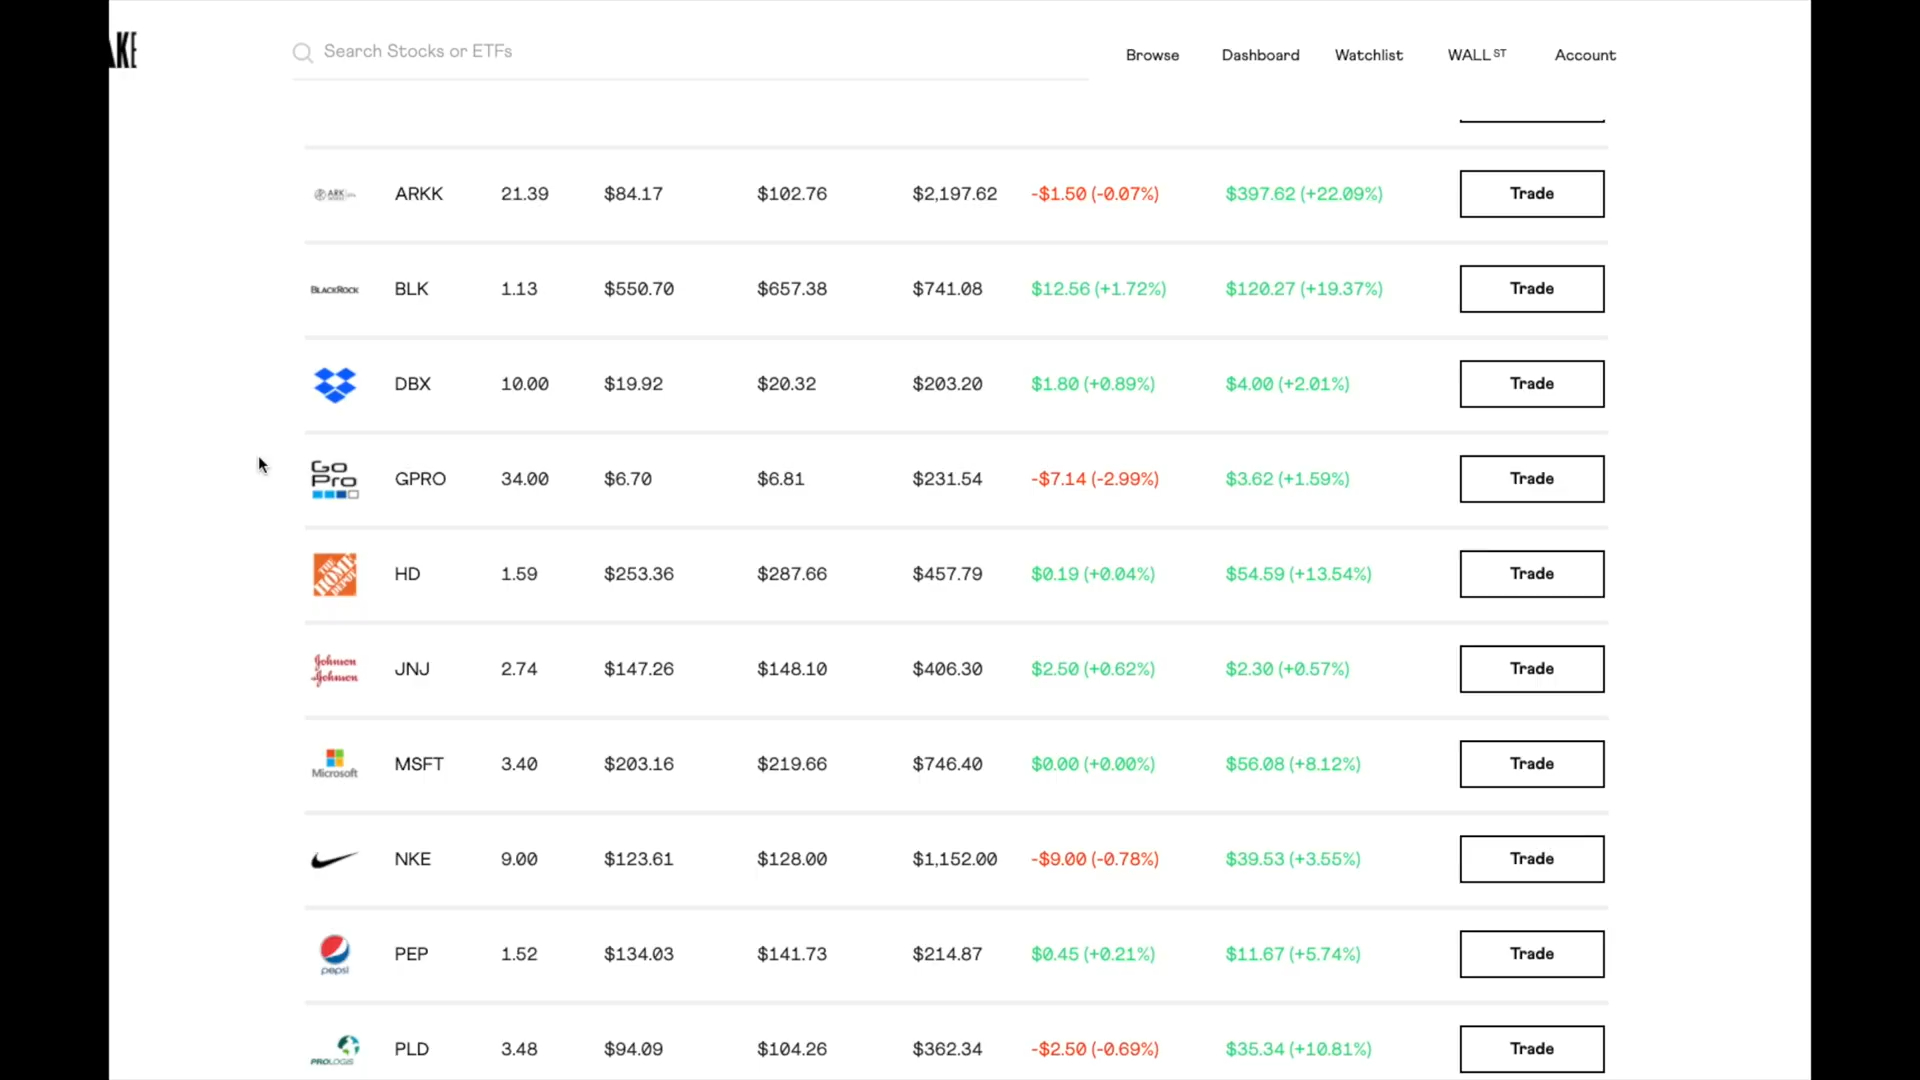 AKE
Search Stocks or ETFs
Browse Dashboard Watchlist WALL ST Account
ARK ARKK 21.39 $84.17 $102.76 $2,197.62 -$1.50 (-0.07%) $397.62 (+22.09%) Trade
BLACKROCK BLK 1.13 $550.70 $657.38 $741.08 $12.56 (+1.72%) $120.27 (+19.37%) Trade
DBX 10.00 $19.92 $20.32 $203.20 $1.80 (+0.89%) $4.00 (+2.01%) Trade
Go Pro GPRO 34.00 $6.70 $6.81 $231.54 -$7.14 (-2.99%) $3.62 (+1.59%) Trade
THE HOME DEPOT HD 1.59 $253.36 $287.66 $457.79 $0.19 (+0.04%) $54.59 (+13.54%) Trade
Johnson & Johnson JNJ 2.74 $147.26 $148.10 $406.30 $2.50 (+0.62%) $2.30 (+0.57%) Trade
Microsoft MSFT 3.40 $203.16 $219.66 $746.40 $0.00 (+0.00%) $56.08 (+8.12%) Trade
NKE 9.00 $123.61 $128.00 $1,152.00 -$9.00 (-0.78%) $39.53 (+3.55%) Trade
pepsi PEP 1.52 $134.03 $141.73 $214.87 $0.45 (+0.21%) $11.67 (+5.74%) Trade
PROLOGIS PLD 3.48 $94.09 $104.26 $362.34 -$2.50 (-0.69%) $35.34 (+10.81%) Trade